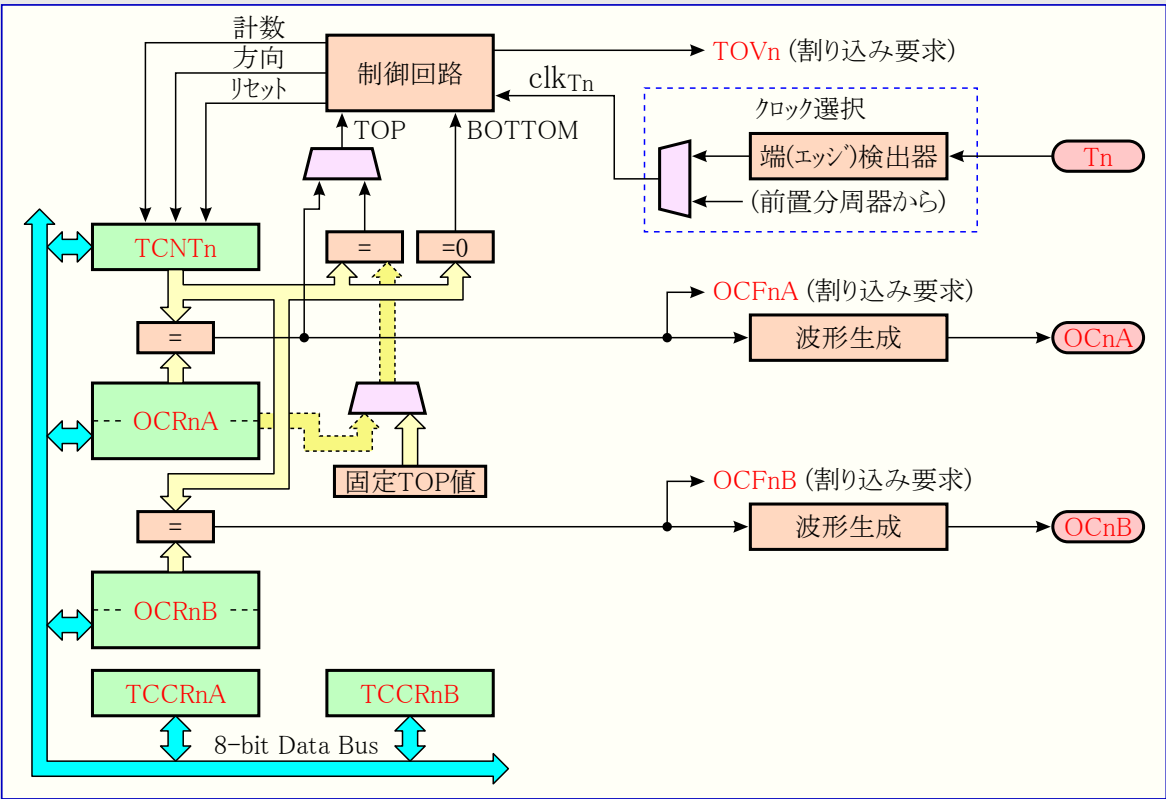 計数
方向
リセット
制御回路
TOVn (割り込み要求)
clkTn
TOP
BOTTOM
クロック選択
端(エッジ)検出器
Tn
(前置分周器から)
TCNTn
=
=0
OCFnA (割り込み要求)
=
波形生成
OCnA
OCRnA
固定TOP値
OCFnB (割り込み要求)
=
波形生成
OCnB
OCRnB
TCCRnA
TCCRnB
8-bit Data Bus